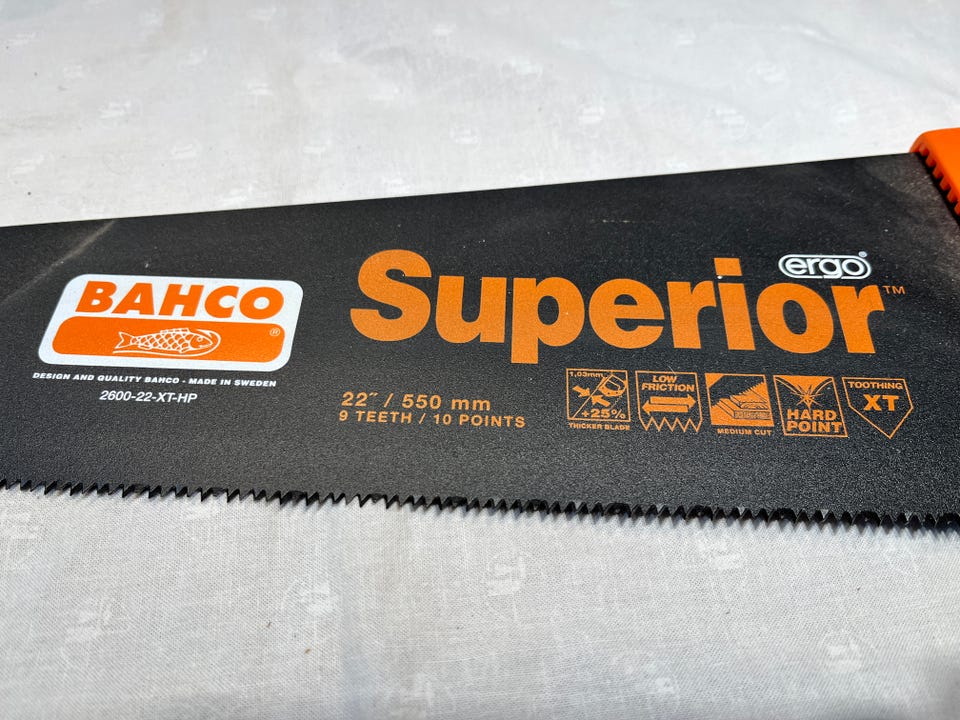 BAHCO
®
DESIGN AND QUALITY BAHCO - MADE IN SWEDEN
2600-22-XT-HP
Superior™
ergo®
22" / 550 mm
9 TEETH / 10 POINTS
1,03mm
+25%
THICKER BLADE
LOW
FRICTION
MEDIUM CUT
HARD
POINT
TOOTHING
XT